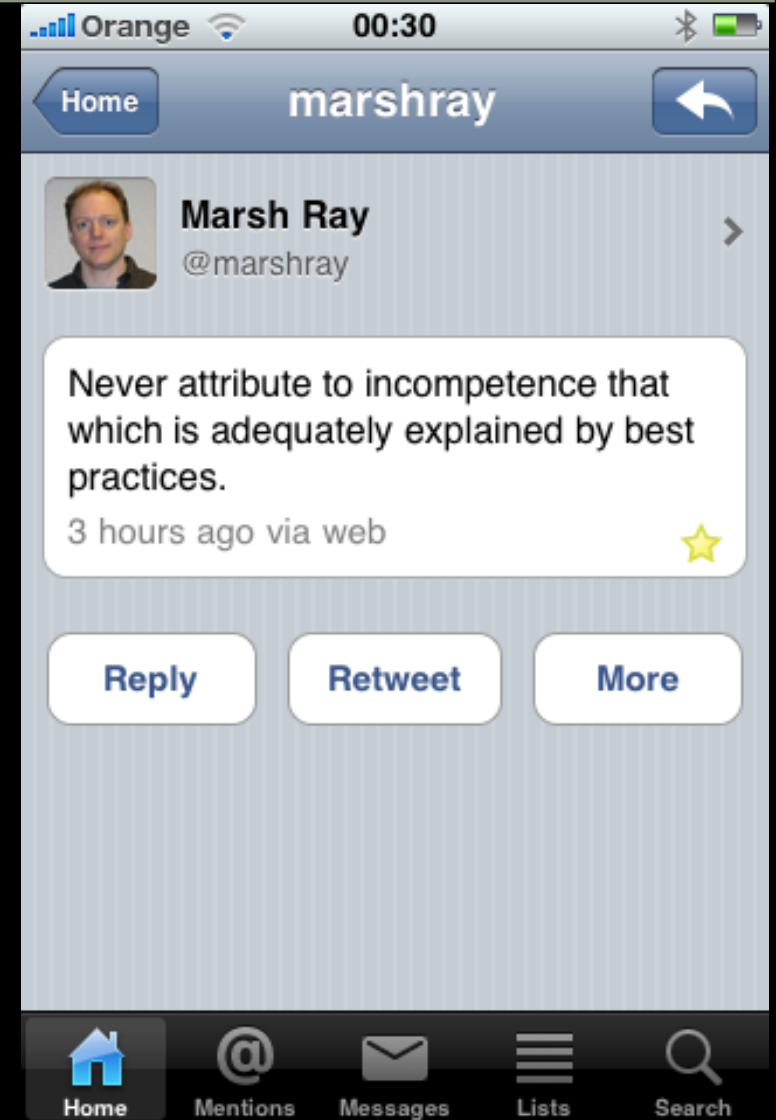 Orange 00:30
Home marshray
Marsh Ray
@marshray
Never attribute to incompetence that
which is adequately explained by best
practices.
3 hours ago via web
Reply Retweet More
Home Mentions Messages Lists Search